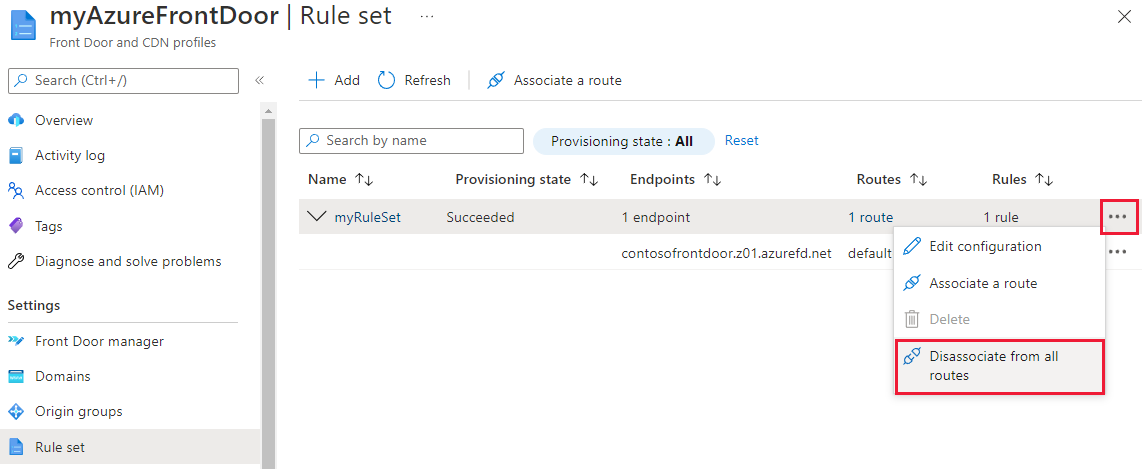 myAzureFrontDoor | Rule set ...
Front Door and CDN profiles
Search (Ctrl+/)
Overview
Activity log
Access control (IAM)
Tags
Diagnose and solve problems
Settings
Front Door manager
Domains
Origin groups
Rule set
Add Refresh Associate a route
Search by name Provisioning state : All Reset
Name Provisioning state Endpoints Routes Rules
myRuleSet Succeeded 1 endpoint 1 route 1 rule
contosofrontdoor.z01.azurefd.net default
Edit configuration
Associate a route
Delete
Disassociate from all
routes